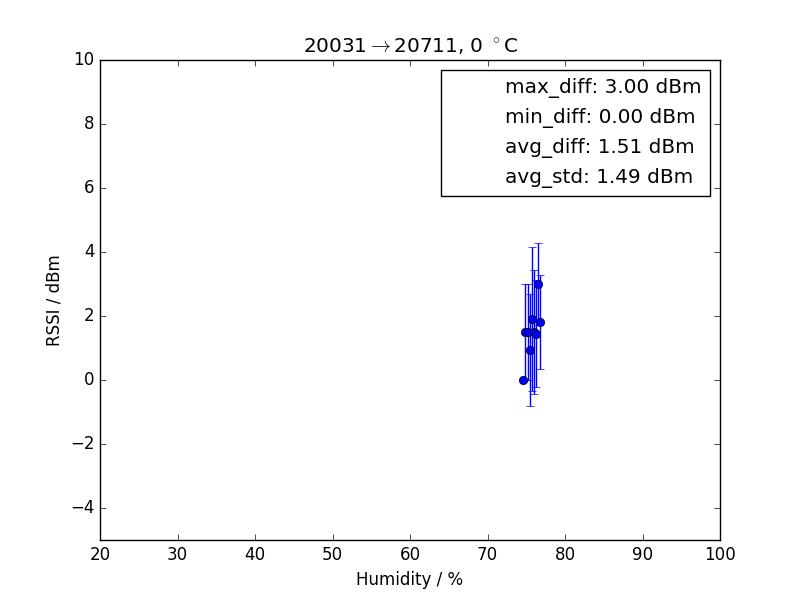 20031→20711, 0 °C
max_diff: 3.00 dBm
min_diff: 0.00 dBm
avg_diff: 1.51 dBm
avg_std: 1.49 dBm
10
8
6
4
2
0
−2
−4
RSSI / dBm
20 30 40 50 60 70 80 90 100
Humidity / %